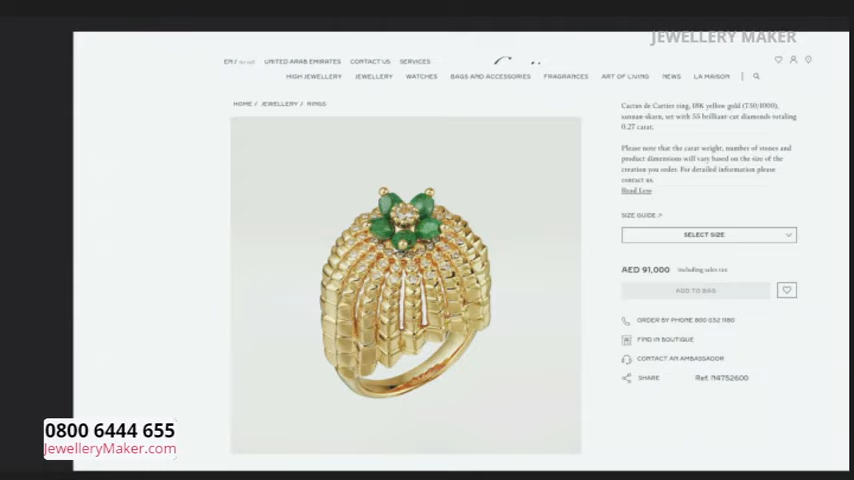 JEWELLERY MAKER
EN /
UNITED ARAB EMIRATES CONTACT US SERVICES
HIGH JEWELLERY JEWELLERY WATCHES BAGS AND ACCESSORIES FRAGRANCES ART OF LIVING NEWS LA MAISON
HOME / JEWELLERY / RINGS
Cactus de Cartier ring, 18K yellow gold (750/1000),
set with 55 brilliant-cut diamonds totaling
0.27 carat.
Please note that the carat weight, number of stones and
product dimensions will vary based on the size of the
creation you order. For detailed information please
contact us.
Read Less
SIZE GUIDE
SELECT SIZE
AED 91,000 including sales tax
ADD TO BAG
ORDER BY PHONE 800 032 1180
FIND IN BOUTIQUE
CONTACT AN AMBASSADOR
SHARE Ref. N4752600
0800 6444 655
JewelleryMaker.com